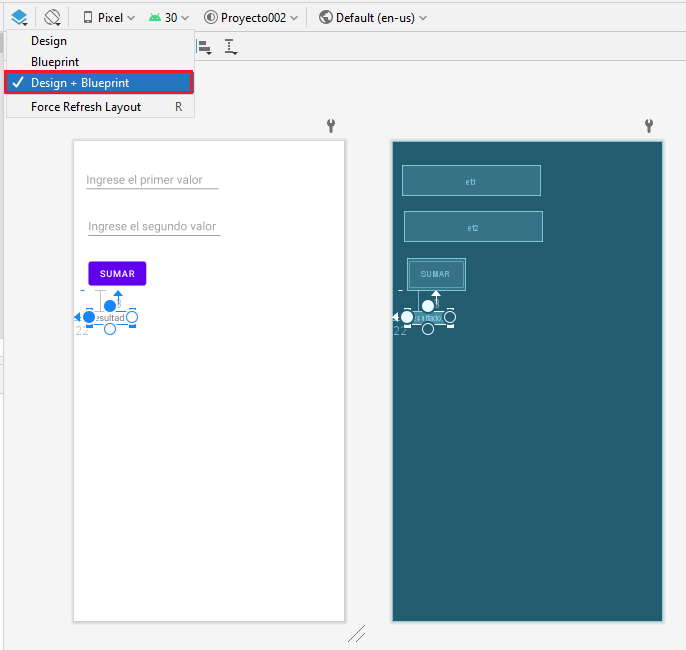 Pixel 30 Proyecto002 Default (en-us)
Design
Blueprint
Design + Blueprint
Force Refresh Layout R
Ingrese el primer valor
et1
Ingrese el segundo valor
et2
SUMAR
SUMAR
8
esultad
22
22